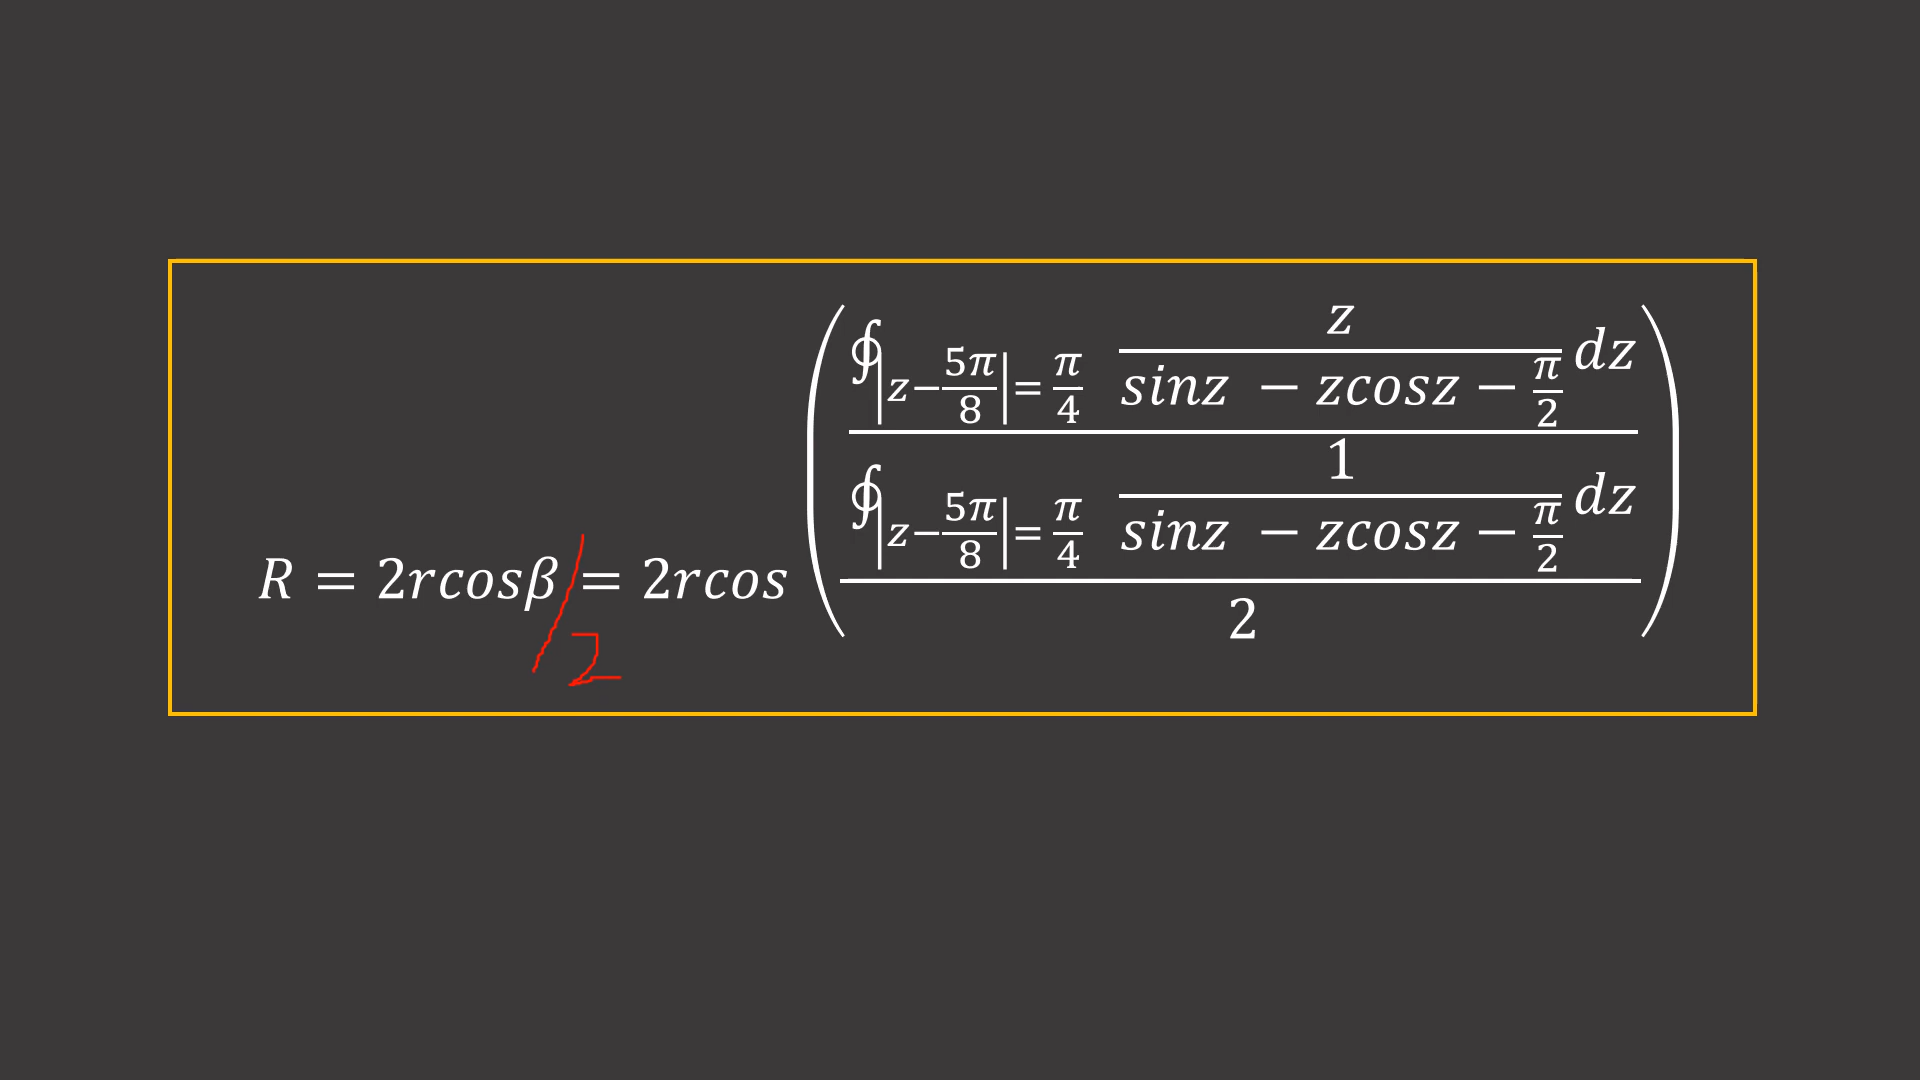 R = 2rcosβ/2 = 2rcos(((∮|z−5π/8|=π/4 z/(sinz − zcosz − π/2) dz)/(∮|z−5π/8|=π/4 1/(sinz − zcosz − π/2) dz))/2)